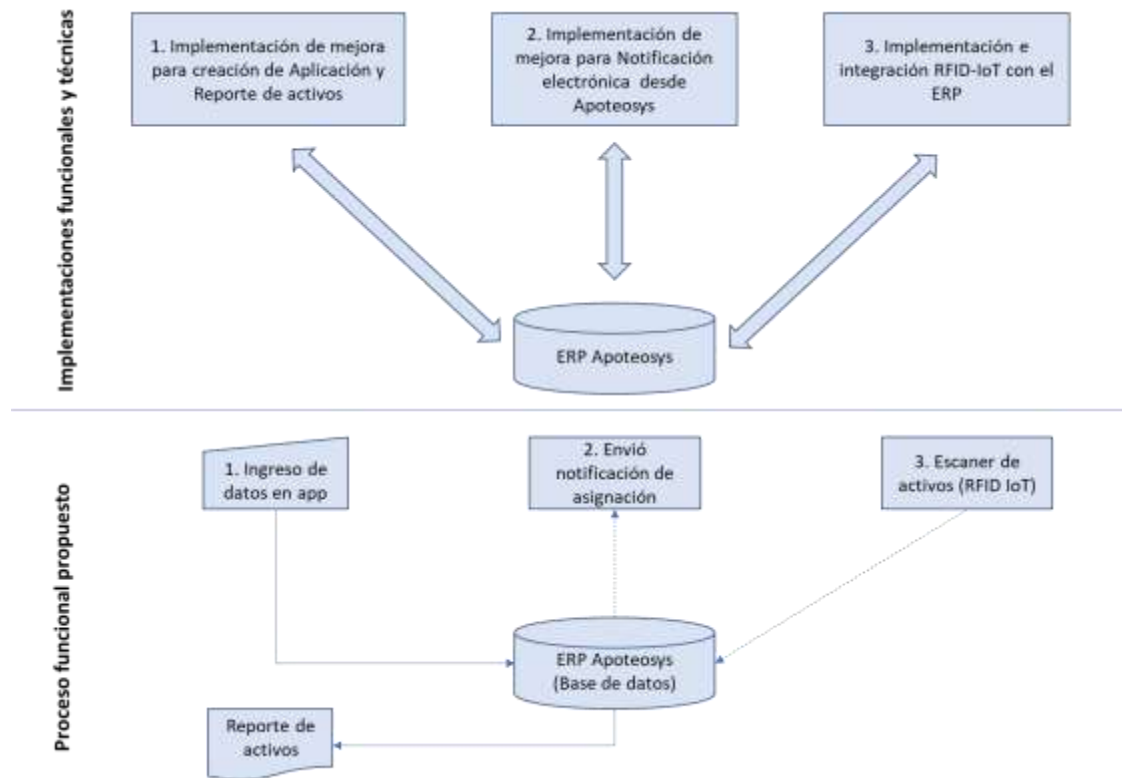 Implementaciones funcionales y técnicas
1. Implementación de mejora
para creación de Aplicación y
Reporte de activos
2. Implementación de
mejora para Notificación
electrónica desde
Apoteosys
3. Implementación e
integración RFID-IoT con el
ERP
ERP Apoteosys
Proceso funcional propuesto
1. Ingreso de
datos en app
2. Envió
notificación de
asignación
3. Escaner de
activos (RFID IoT)
ERP Apoteosys
(Base de datos)
Reporte de
activos